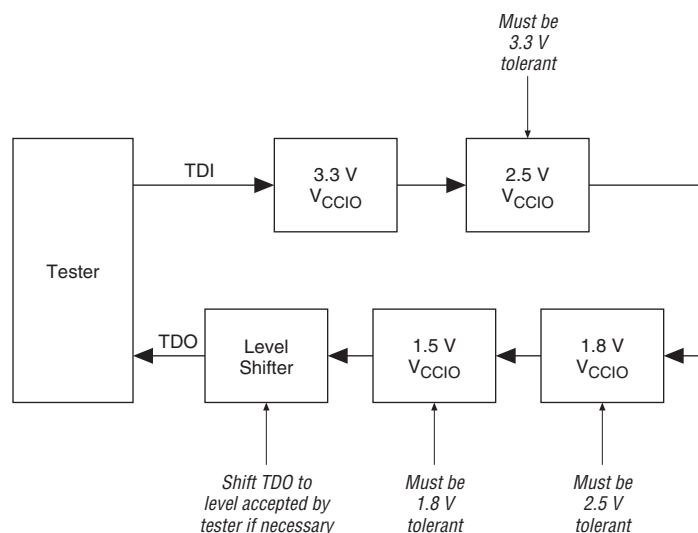 Must be
3.3 V
tolerant
TDI
3.3 V
VCCIO
2.5 V
VCCIO
Tester
TDO
Level
Shifter
1.5 V
VCCIO
1.8 V
VCCIO
Shift TDO to
level accepted by
tester if necessary
Must be
1.8 V
tolerant
Must be
2.5 V
tolerant